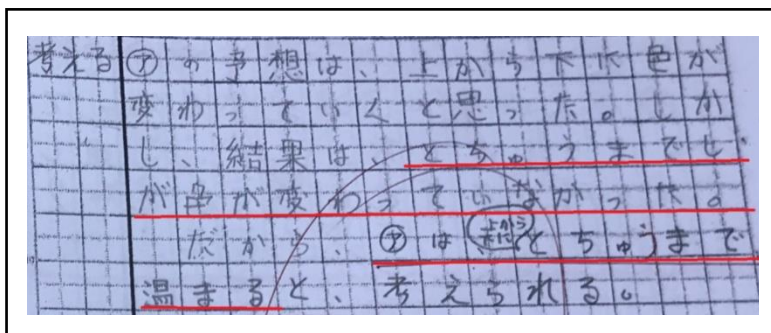 考える ㋐の予想は、上から下に色が
変わっていくと思った。しか
し、結果は、とちゅうまでし
か色が変わっていなかった。
だから、㋐は、上からとちゅうまで
温まると、考えられる。